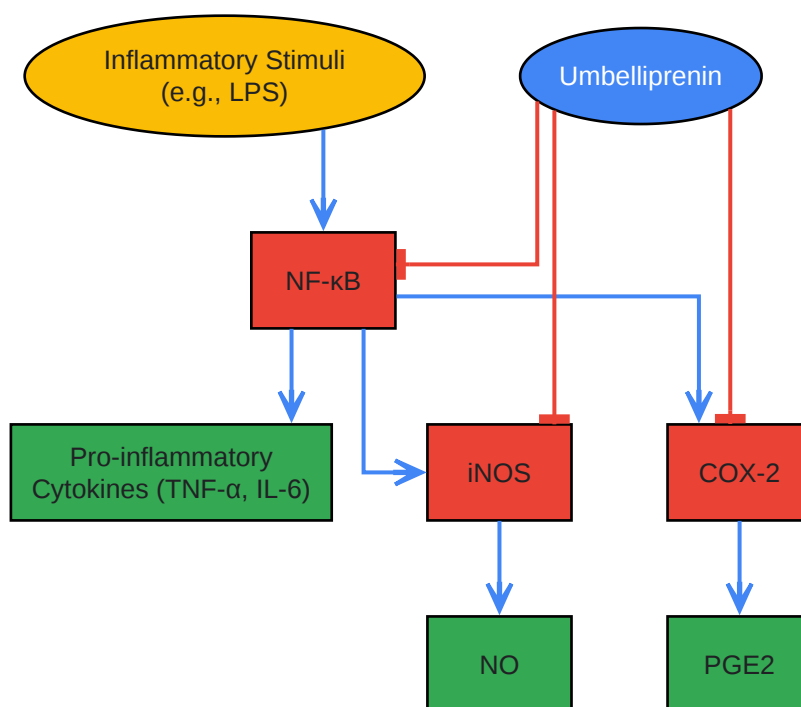 Inflammatory Stimuli
(e.g., LPS)
Umbelliprenin
NF-κB
Pro-inflammatory
Cytokines (TNF-α, IL-6)
iNOS
COX-2
NO
PGE2